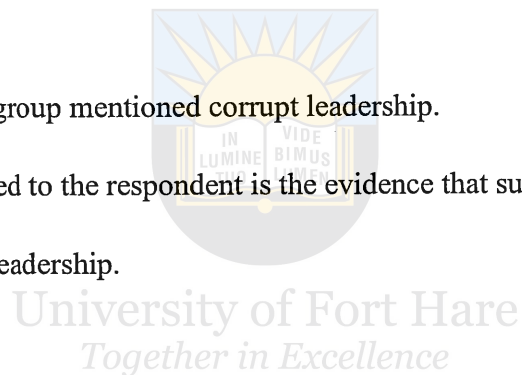 group mentioned corrupt leadership.
IN VIDE
LUMINE BIMUS
TUO LUMEN
ed to the respondent is the evidence that su
eadership.
University of Fort Hare
Together in Excellence